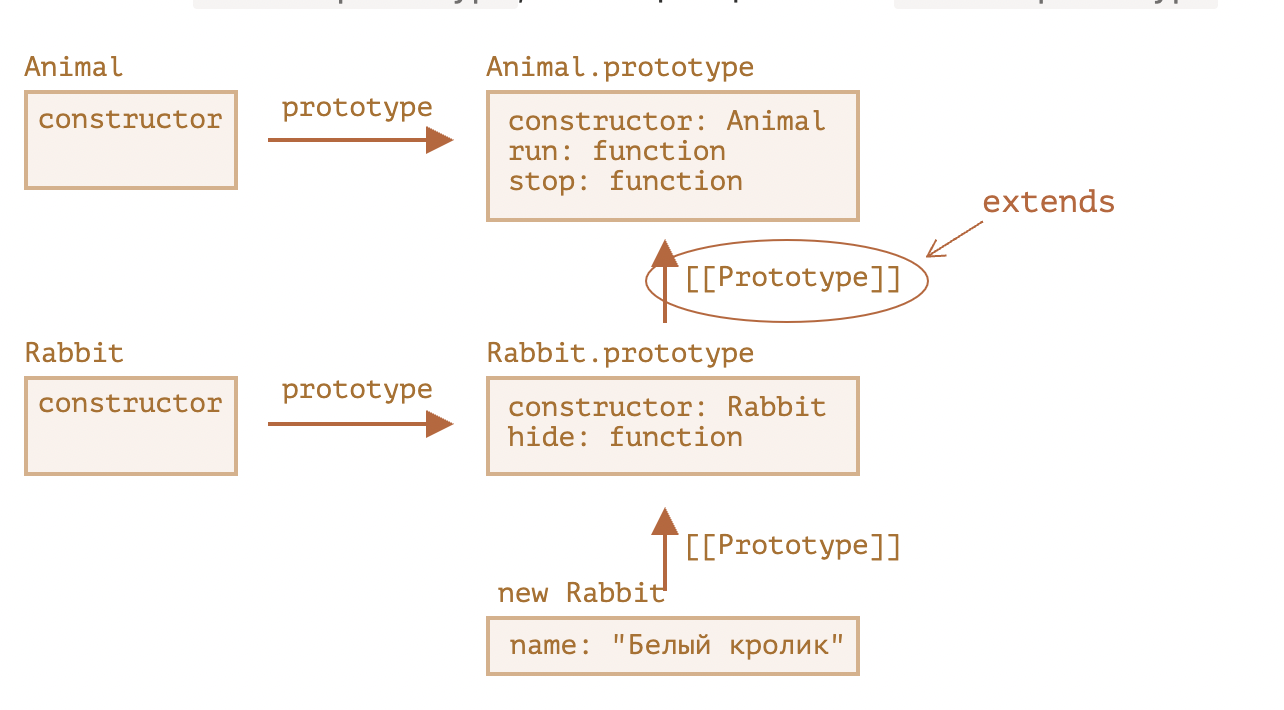 Animal
constructor
prototype
Animal.prototype
constructor: Animal
run: function
stop: function
extends
[[Prototype]]
Rabbit
constructor
prototype
Rabbit.prototype
constructor: Rabbit
hide: function
[[Prototype]]
new Rabbit
name: "Белый кролик"